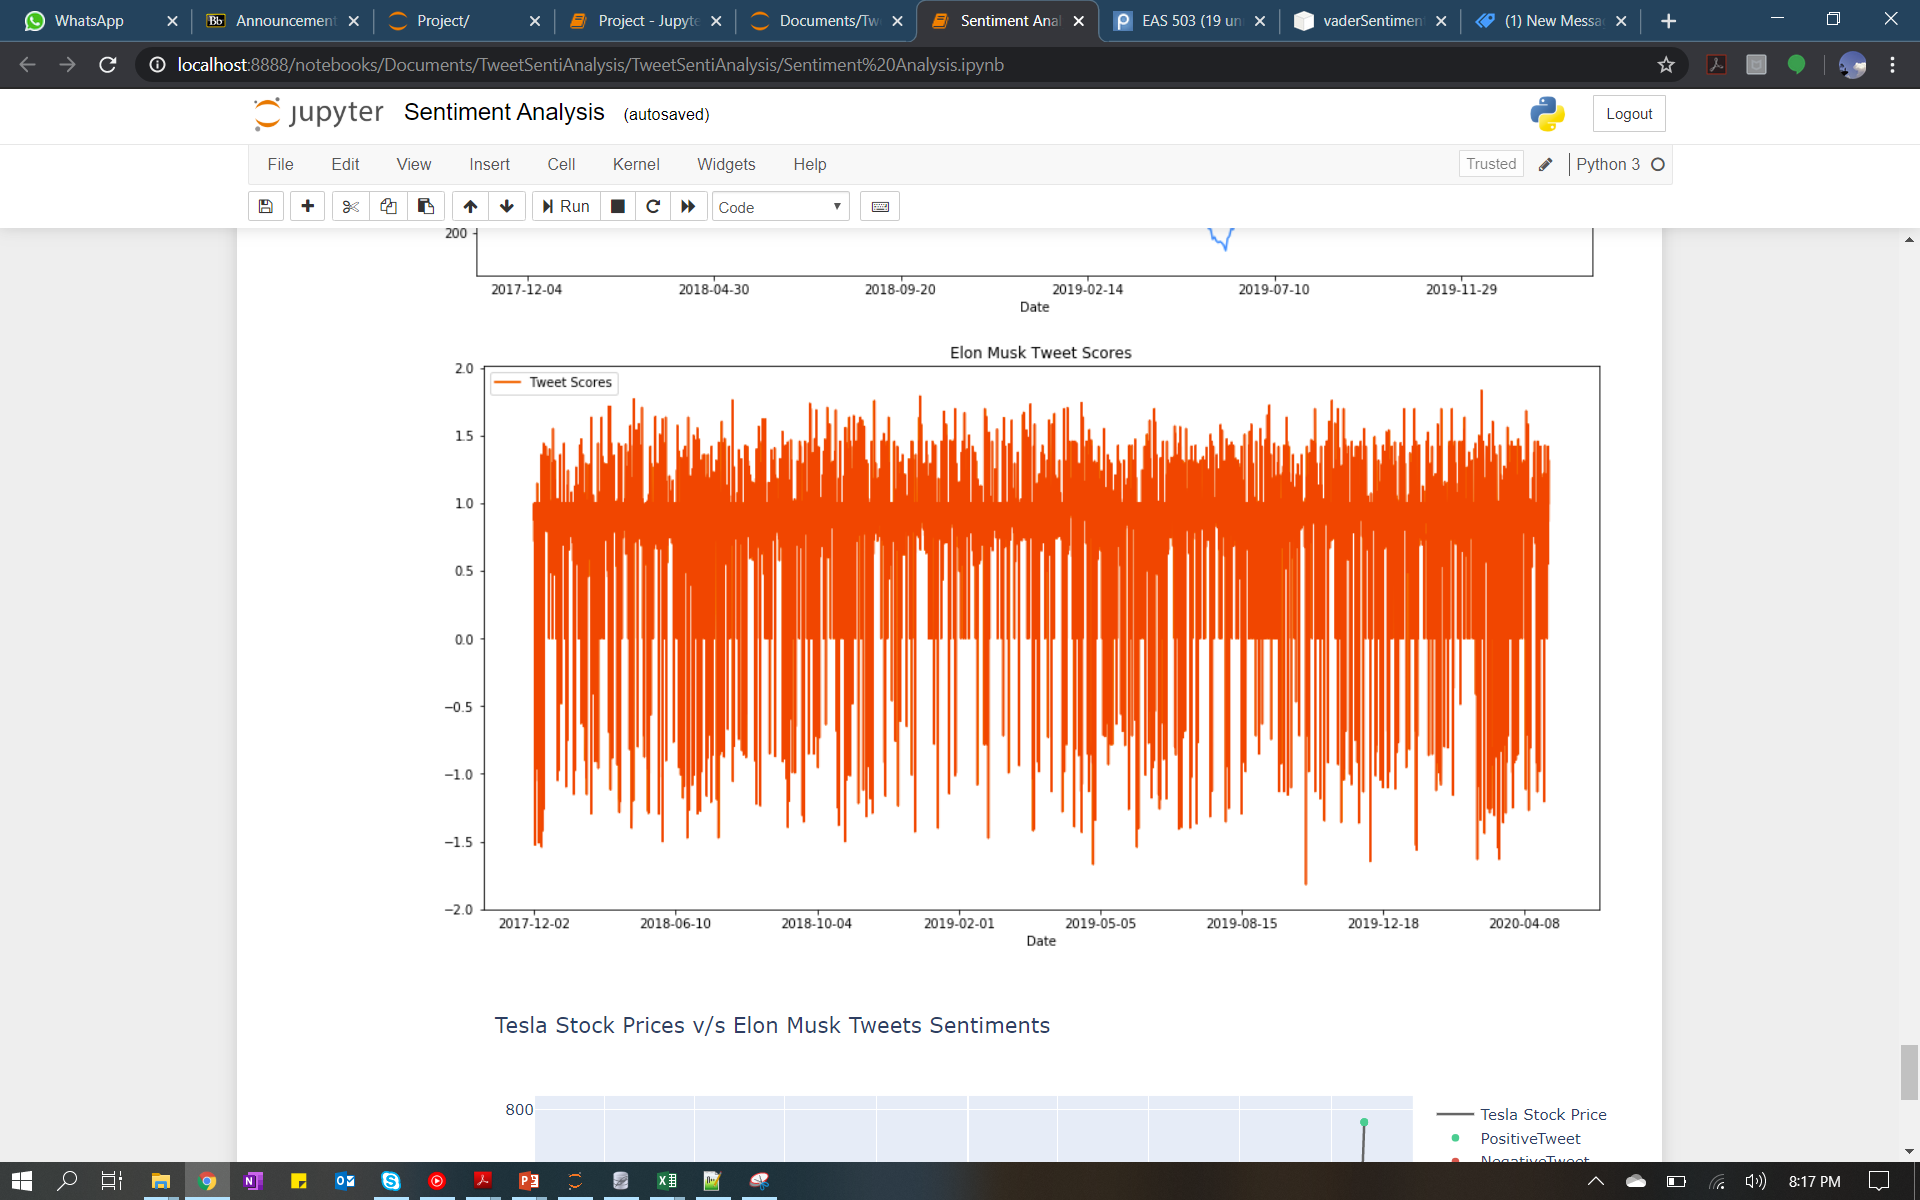 WhatsApp
Announcement
Project/
Project - Jupyte
Documents/Tw
Sentiment Anal
EAS 503 (19 un
vaderSentimen
(1) New Messa
localhost:8888/notebooks/Documents/TweetSentiAnalysis/TweetSentiAnalysis/Sentiment%20Analysis.ipynb
jupyter Sentiment Analysis (autosaved)
Logout
File Edit View Insert Cell Kernel Widgets Help
Trusted
Python 3
Run
Code
200
2017-12-04 2018-04-30 2018-09-20 2019-02-14 2019-07-10 2019-11-29
Date
Elon Musk Tweet Scores
Tweet Scores
2.0
1.5
1.0
0.5
0.0
−0.5
−1.0
−1.5
−2.0
2017-12-02 2018-06-10 2018-10-04 2019-02-01 2019-05-05 2019-08-15 2019-12-18 2020-04-08
Date
Tesla Stock Prices v/s Elon Musk Tweets Sentiments
800
Tesla Stock Price
PositiveTweet
NegativeTweet
8:17 PM